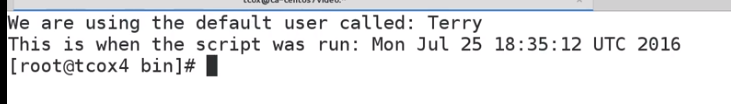 We are using the default user called: Terry
This is when the script was run: Mon Jul 25 18:35:12 UTC 2016
[root@tcox4 bin]#